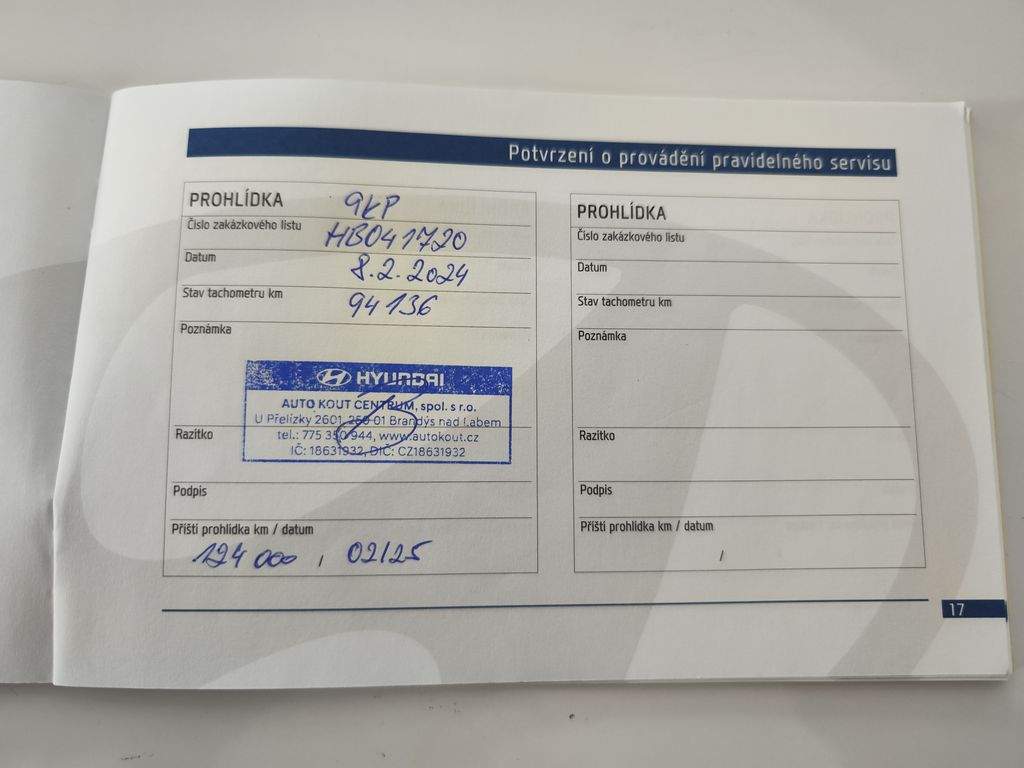 Potvrzení o provádění pravidelného servisu
PROHLÍDKA 9KP
Číslo zakázkového listu HB041720
Datum 8.2.2024
Stav tachometru km 94 136
Poznámka
HYUNDAI
AUTO KOUT CENTRUM, spol. s r.o.
U Přelízky 2601, 250 01 Brandýs nad Labem
tel.: 775 350 944, www.autokout.cz
IČ: 18631932, DIČ: CZ18631932
Razítko
Podpis
Příští prohlídka km / datum
124 000 / 02/25
PROHLÍDKA
Číslo zakázkového listu
Datum
Stav tachometru km
Poznámka
Razítko
Podpis
Příští prohlídka km / datum
/
17